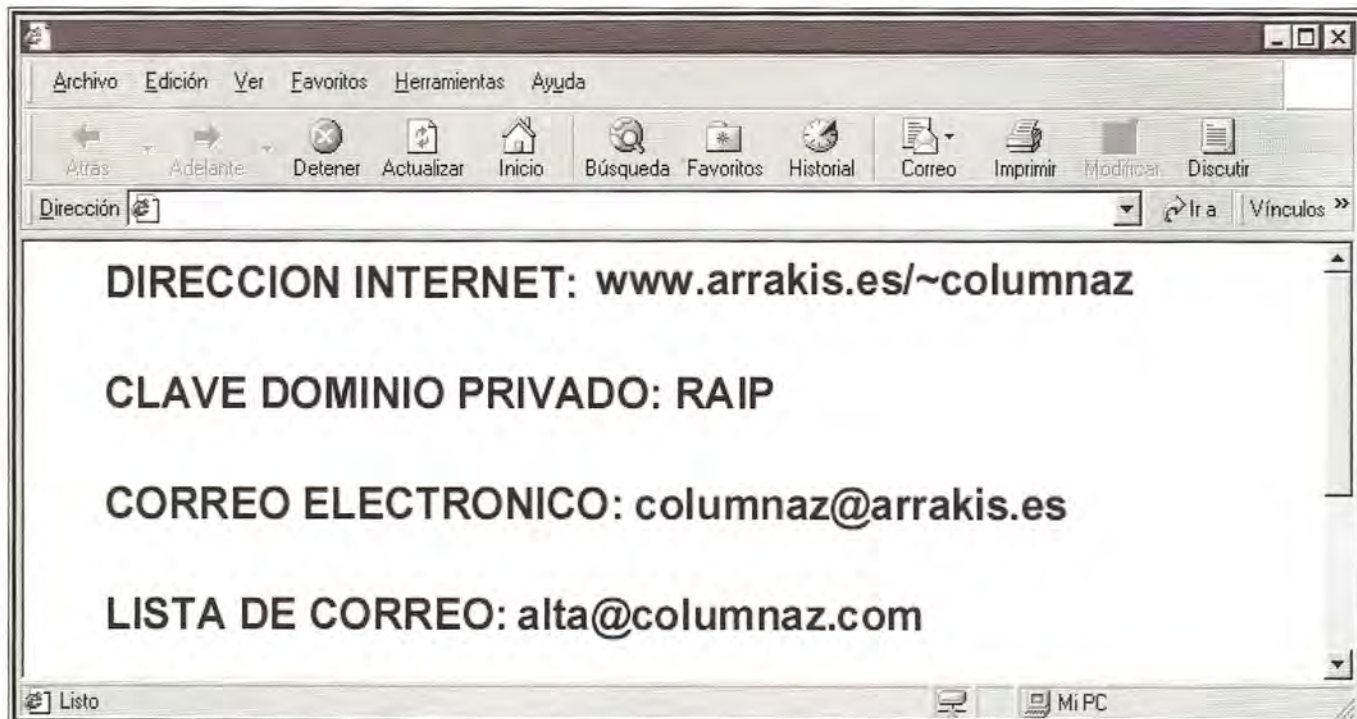 Archivo Edición Ver Favoritos Herramientas Ayuda
Atrás Adelante Detener Actualizar Inicio Búsqueda Favoritos Historial Correo Imprimir Modificar Discutir
Dirección Ir a Vínculos »
DIRECCION INTERNET: www.arrakis.es/~columnaz
CLAVE DOMINIO PRIVADO: RAIP
CORREO ELECTRONICO: columnaz@arrakis.es
LISTA DE CORREO: alta@columnaz.com
Listo Mi PC